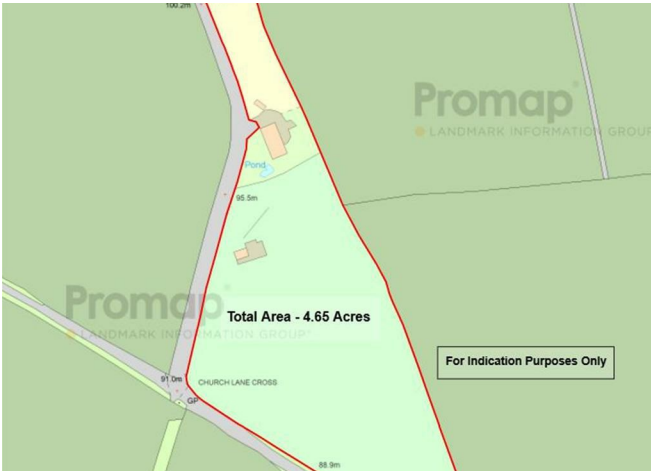 100.2m
Promap
LANDMARK INFORMATION GROUP
Pond
95.5m
Promap
LANDMARK INFORMATION GROUP
Total Area - 4.65 Acres
For Indication Purposes Only
91.0m
CHURCH LANE CROSS
GP
88.9m